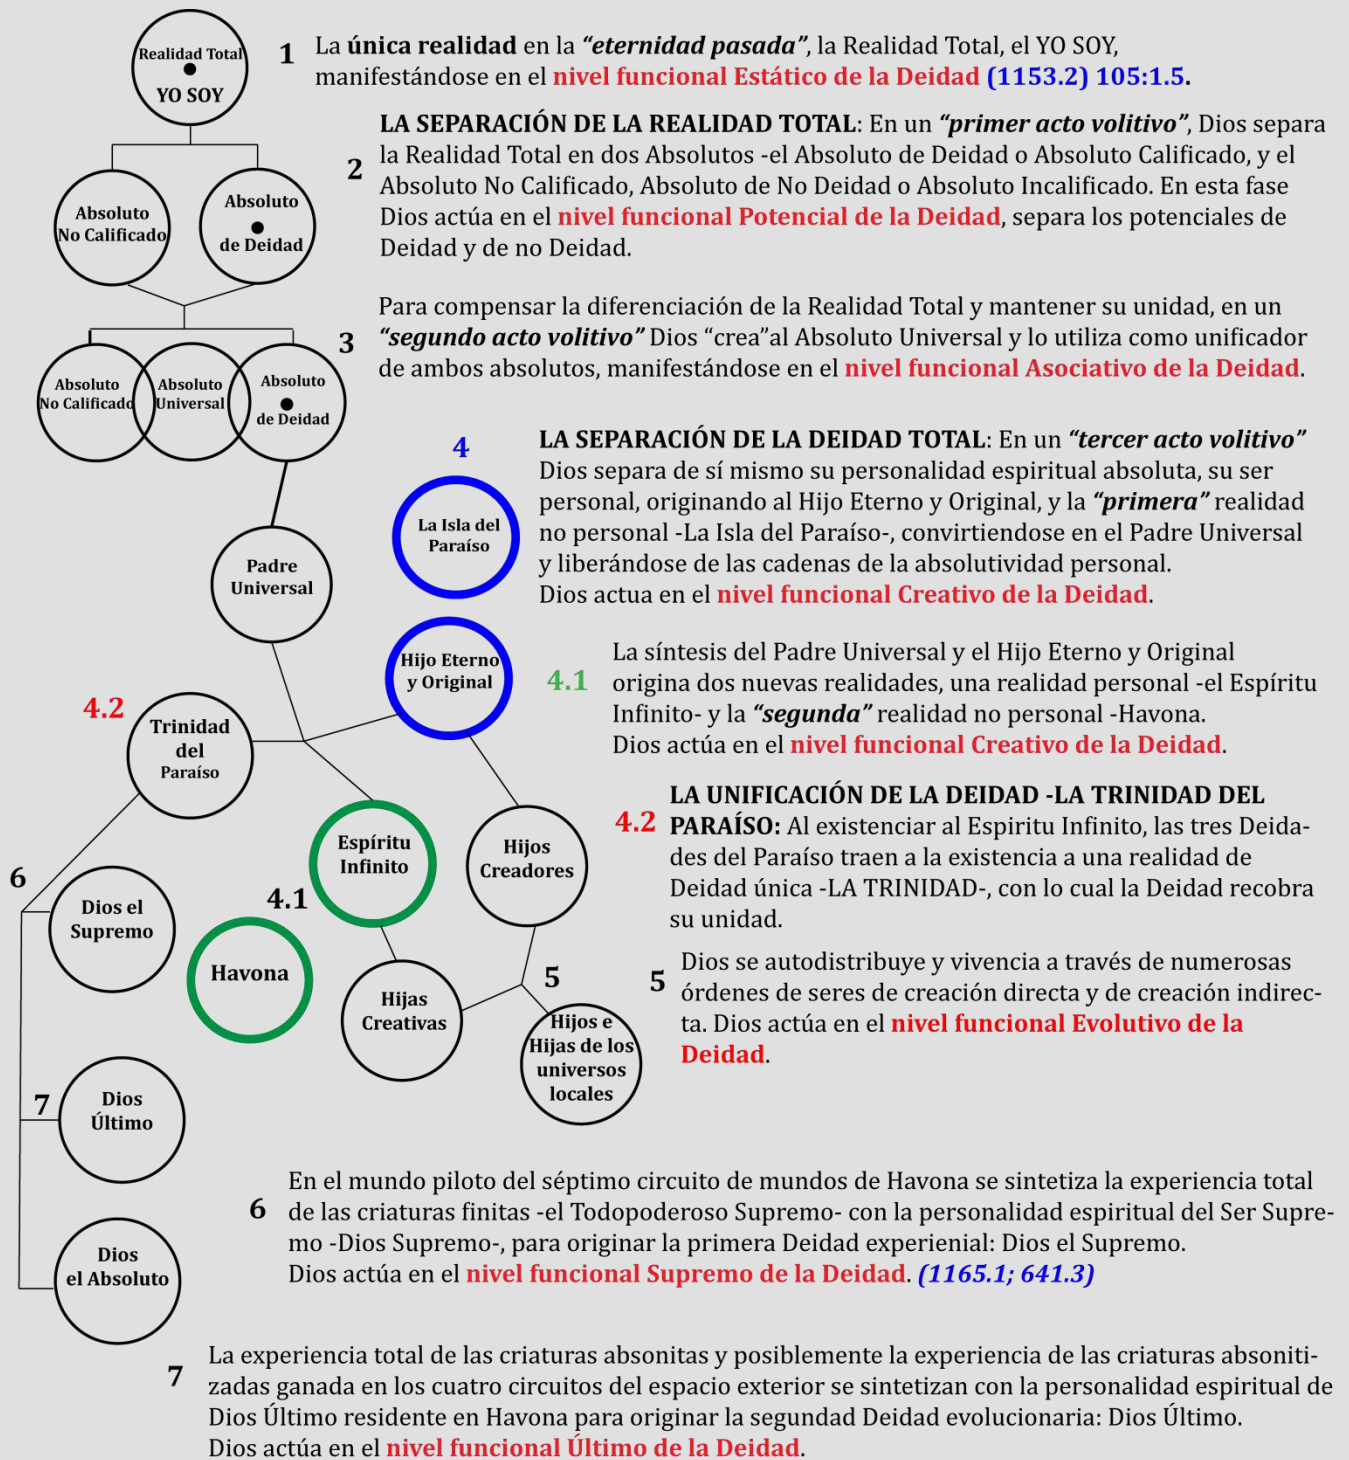 Realidad Total
YO SOY
1 La única realidad en la “eternidad pasada”, la Realidad Total, el YO SOY,
manifestándose en el nivel funcional Estático de la Deidad (1153.2) 105:1.5.
LA SEPARACIÓN DE LA REALIDAD TOTAL: En un “primer acto volitivo”, Dios separa
2 la Realidad Total en dos Absolutos -el Absoluto de Deidad o Absoluto Calificado, y el
Absoluto No Calificado, Absoluto de No Deidad o Absoluto Incalificado. En esta fase
Dios actúa en el nivel funcional Potencial de la Deidad, separa los potenciales de
Deidad y de no Deidad.
Absoluto
No Calificado
Absoluto
de Deidad
Para compensar la diferenciación de la Realidad Total y mantener su unidad, en un
3 “segundo acto volitivo” Dios “crea”al Absoluto Universal y lo utiliza como unificador
de ambos absolutos, manifestándose en el nivel funcional Asociativo de la Deidad.
Absoluto
No Calificado
Absoluto
Universal
Absoluto
de Deidad
4
LA SEPARACIÓN DE LA DEIDAD TOTAL: En un “tercer acto volitivo”
Dios separa de sí mismo su personalidad espiritual absoluta, su ser
personal, originando al Hijo Eterno y Original, y la “primera” realidad
no personal -La Isla del Paraíso-, convirtiendose en el Padre Universal
y liberándose de las cadenas de la absolutividad personal.
Dios actua en el nivel funcional Creativo de la Deidad.
La Isla del
Paraíso
Padre
Universal
Hijo Eterno
y Original
La síntesis del Padre Universal y el Hijo Eterno y Original
4.1 origina dos nuevas realidades, una realidad personal -el Espíritu
Infinito- y la “segunda” realidad no personal -Havona.
Dios actúa en el nivel funcional Creativo de la Deidad.
4.2
Trinidad
del
Paraíso
LA UNIFICACIÓN DE LA DEIDAD -LA TRINIDAD DEL
4.2 PARAÍSO: Al existenciar al Espiritu Infinito, las tres Deida-
des del Paraíso traen a la existencia a una realidad de
Deidad única -LA TRINIDAD-, con lo cual la Deidad recobra
su unidad.
Espíritu
Infinito
Hijos
Creadores
6
Dios el
Supremo
4.1
Havona
Hijas
Creativas
5
Hijos e
Hijas de los
universos
locales
Dios se autodistribuye y vivencia a través de numerosas
5 órdenes de seres de creación directa y de creación indirec-
ta. Dios actúa en el nivel funcional Evolutivo de la
Deidad.
7
Dios
Último
En el mundo piloto del séptimo circuito de mundos de Havona se sintetiza la experiencia total
6 de las criaturas finitas -el Todopoderoso Supremo- con la personalidad espiritual del Ser Supre-
mo -Dios Supremo-, para originar la primera Deidad experienial: Dios el Supremo.
Dios actúa en el nivel funcional Supremo de la Deidad. (1165.1; 641.3)
Dios
el Absoluto
La experiencia total de las criaturas absonitas y posiblemente la experiencia de las criaturas absoniti-
7 zadas ganada en los cuatro circuitos del espacio exterior se sintetizan con la personalidad espiritual de
Dios Último residente en Havona para originar la segundad Deidad evolucionaria: Dios Último.
Dios actúa en el nivel funcional Último de la Deidad.